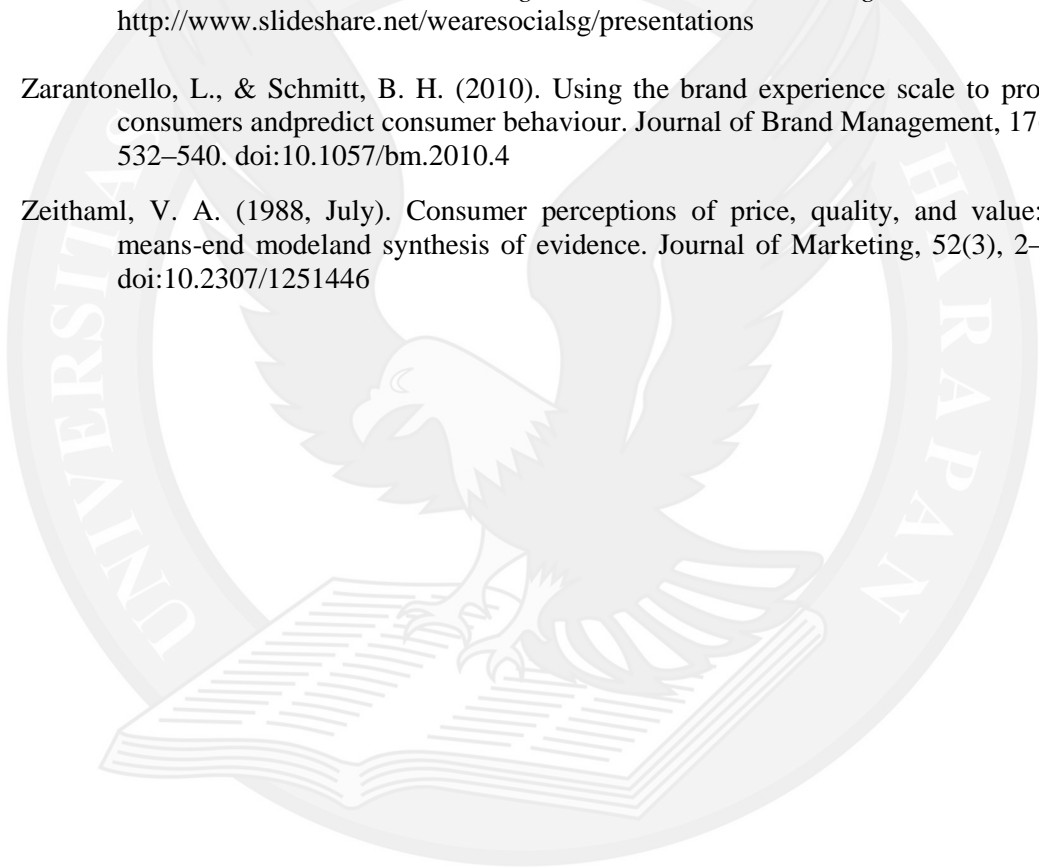 http://www.slideshare.net/wearesocialsg/presentations
Zarantonello, L., & Schmitt, B. H. (2010). Using the brand experience scale to pro
consumers andpredict consumer behaviour. Journal of Brand Management, 17
532–540. doi:10.1057/bm.2010.4
Zeithaml, V. A. (1988, July). Consumer perceptions of price, quality, and value:
means-end modeland synthesis of evidence. Journal of Marketing, 52(3), 2–
doi:10.2307/1251446
UNIVERSITAS
HARAPAN